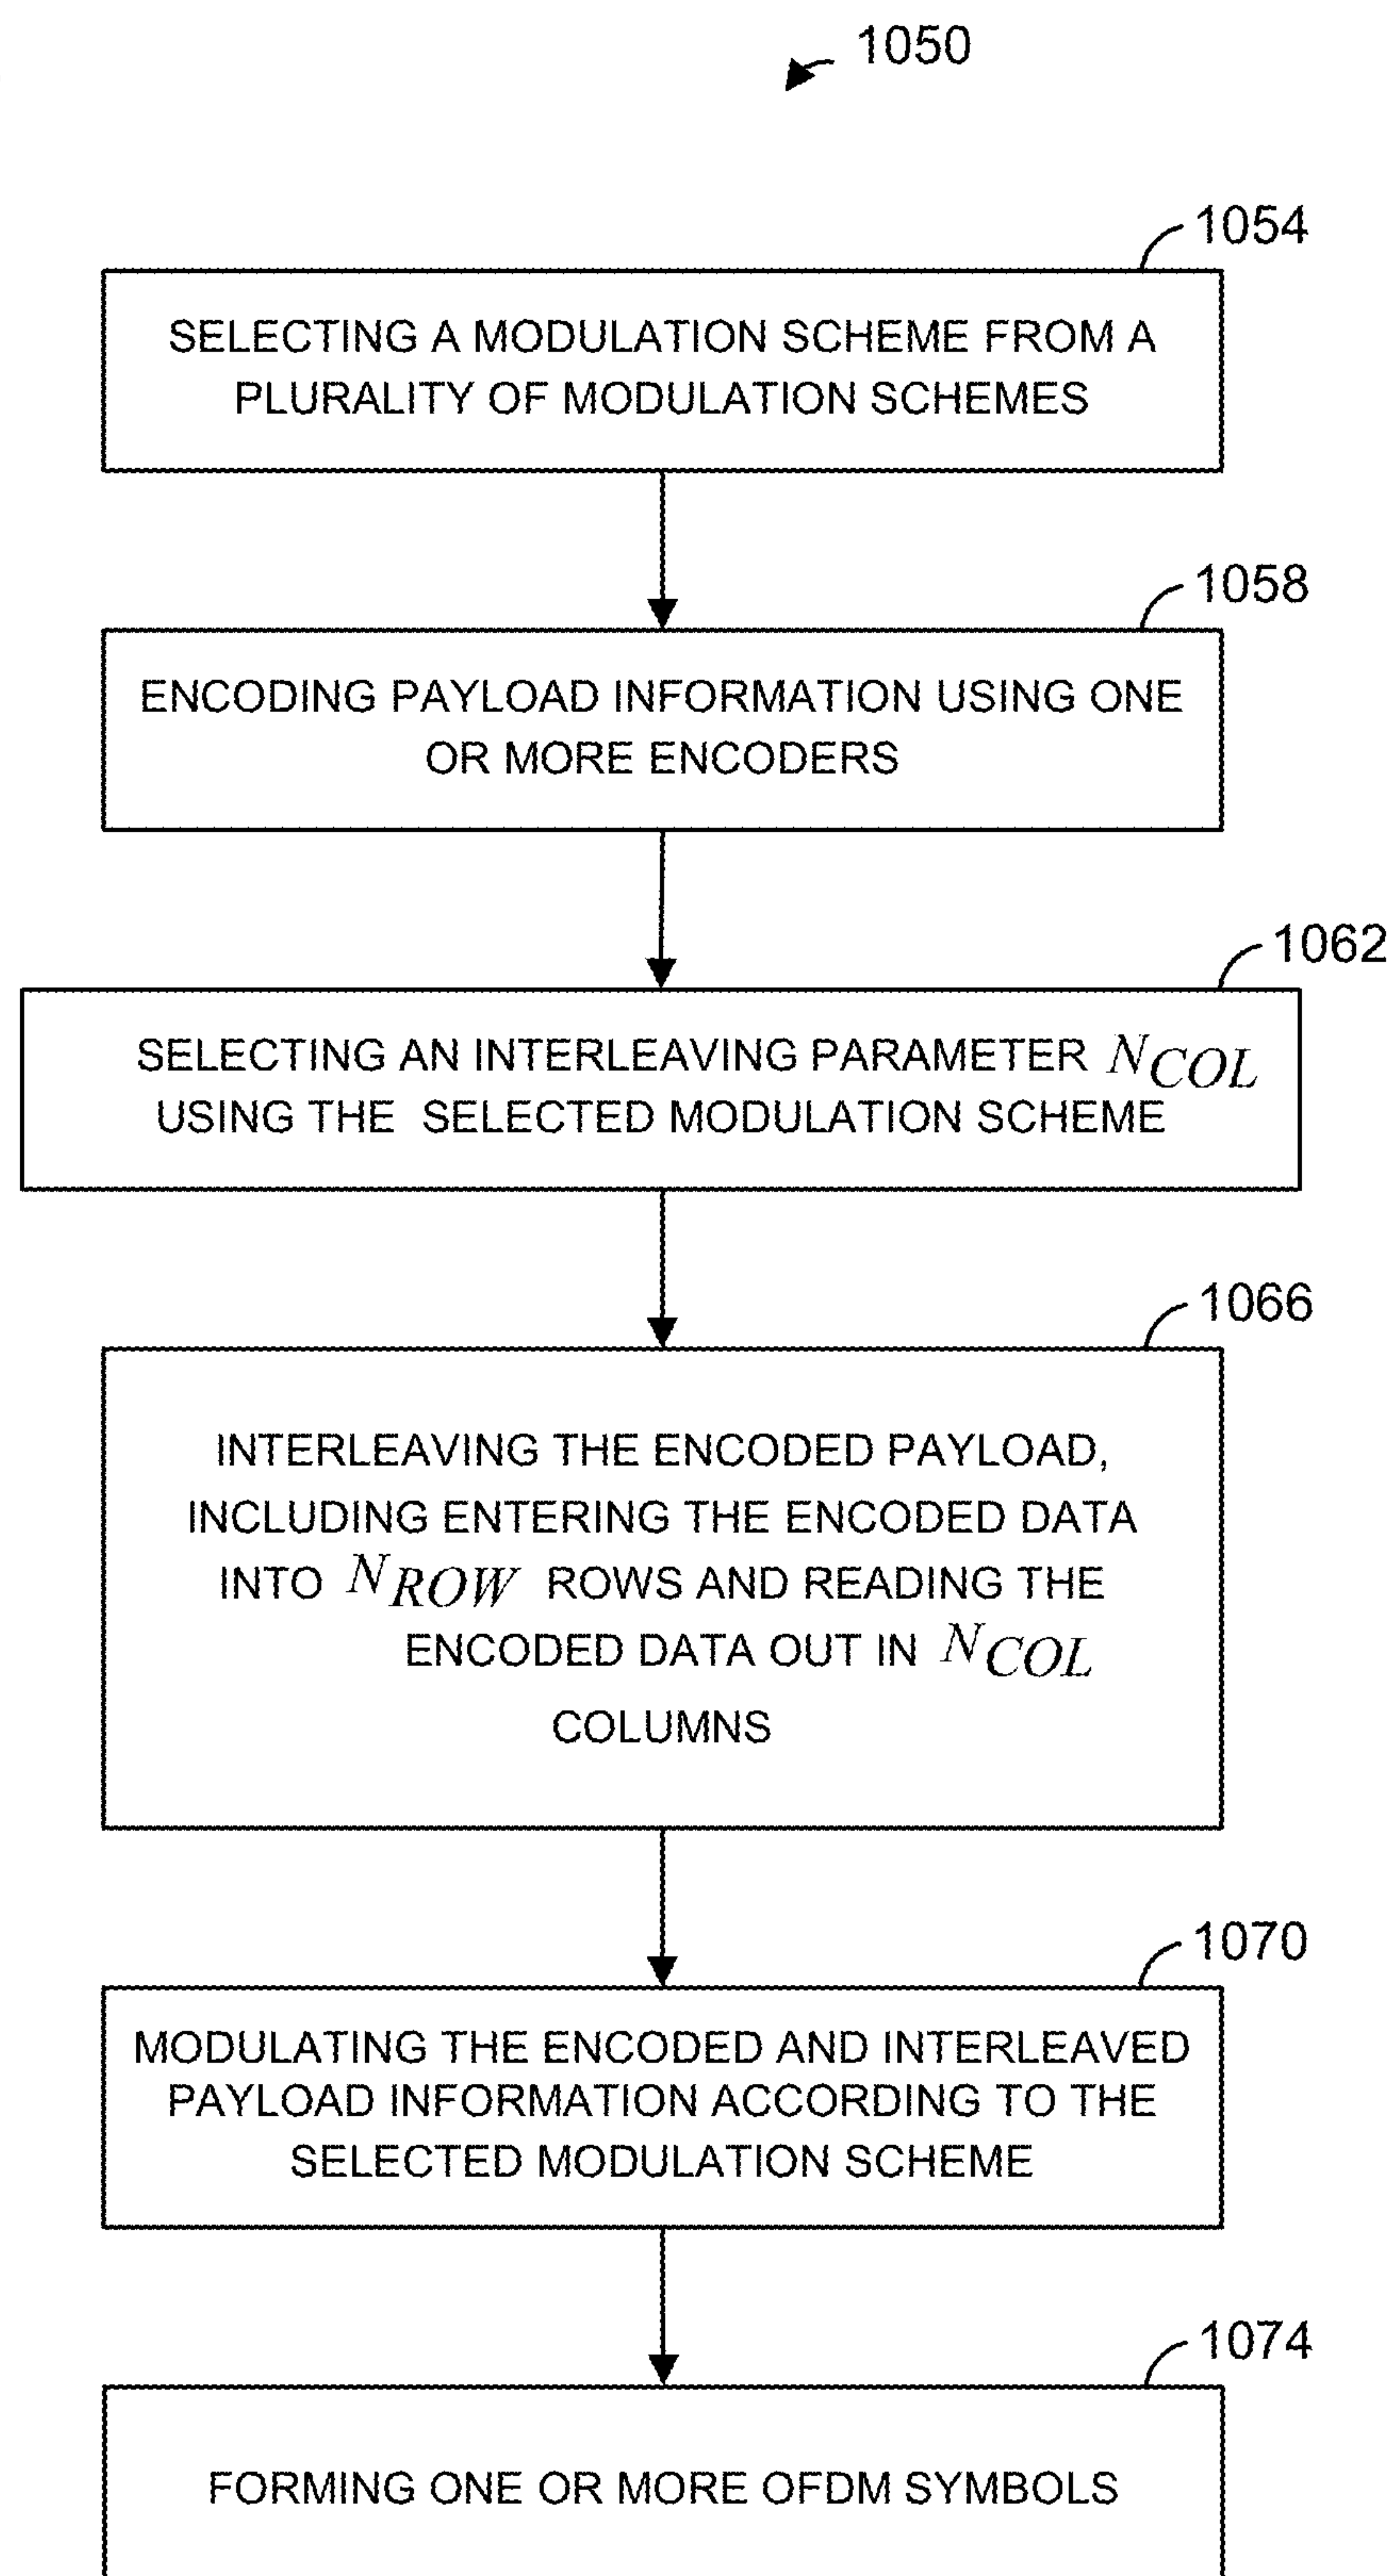 1050
1054
SELECTING A MODULATION SCHEME FROM A
PLURALITY OF MODULATION SCHEMES
1058
ENCODING PAYLOAD INFORMATION USING ONE
OR MORE ENCODERS
1062
SELECTING AN INTERLEAVING PARAMETER N_COL
USING THE SELECTED MODULATION SCHEME
1066
INTERLEAVING THE ENCODED PAYLOAD,
INCLUDING ENTERING THE ENCODED DATA
INTO N_ROW ROWS AND READING THE
ENCODED DATA OUT IN N_COL
COLUMNS
1070
MODULATING THE ENCODED AND INTERLEAVED
PAYLOAD INFORMATION ACCORDING TO THE
SELECTED MODULATION SCHEME
1074
FORMING ONE OR MORE OFDM SYMBOLS